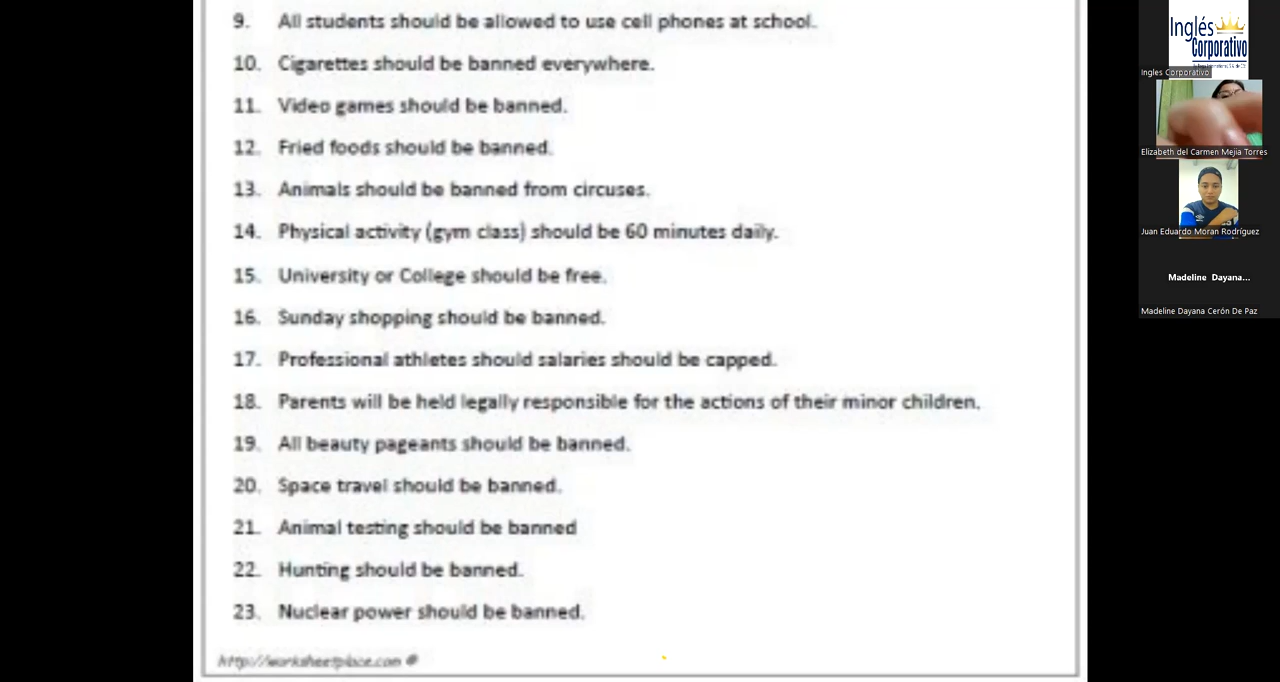 9. All students should be allowed to use cell phones at school.
10. Cigarettes should be banned everywhere.
11. Video games should be banned.
12. Fried foods should be banned.
13. Animals should be banned from circuses.
14. Physical activity (gym class) should be 60 minutes daily.
15. University or College should be free.
16. Sunday shopping should be banned.
17. Professional athletes should salaries should be capped.
18. Parents will be held legally responsible for the actions of their minor children.
19. All beauty pageants should be banned.
20. Space travel should be banned.
21. Animal testing should be banned
22. Hunting should be banned.
23. Nuclear power should be banned.
http://worksheetplace.com ©
Inglés
Corporativo
Ingles Corporativo
Elizabeth del Carmen Mejia Torres
Juan Eduardo Moran Rodríguez
Madeline Dayana...
Madeline Dayana Cerón De Paz